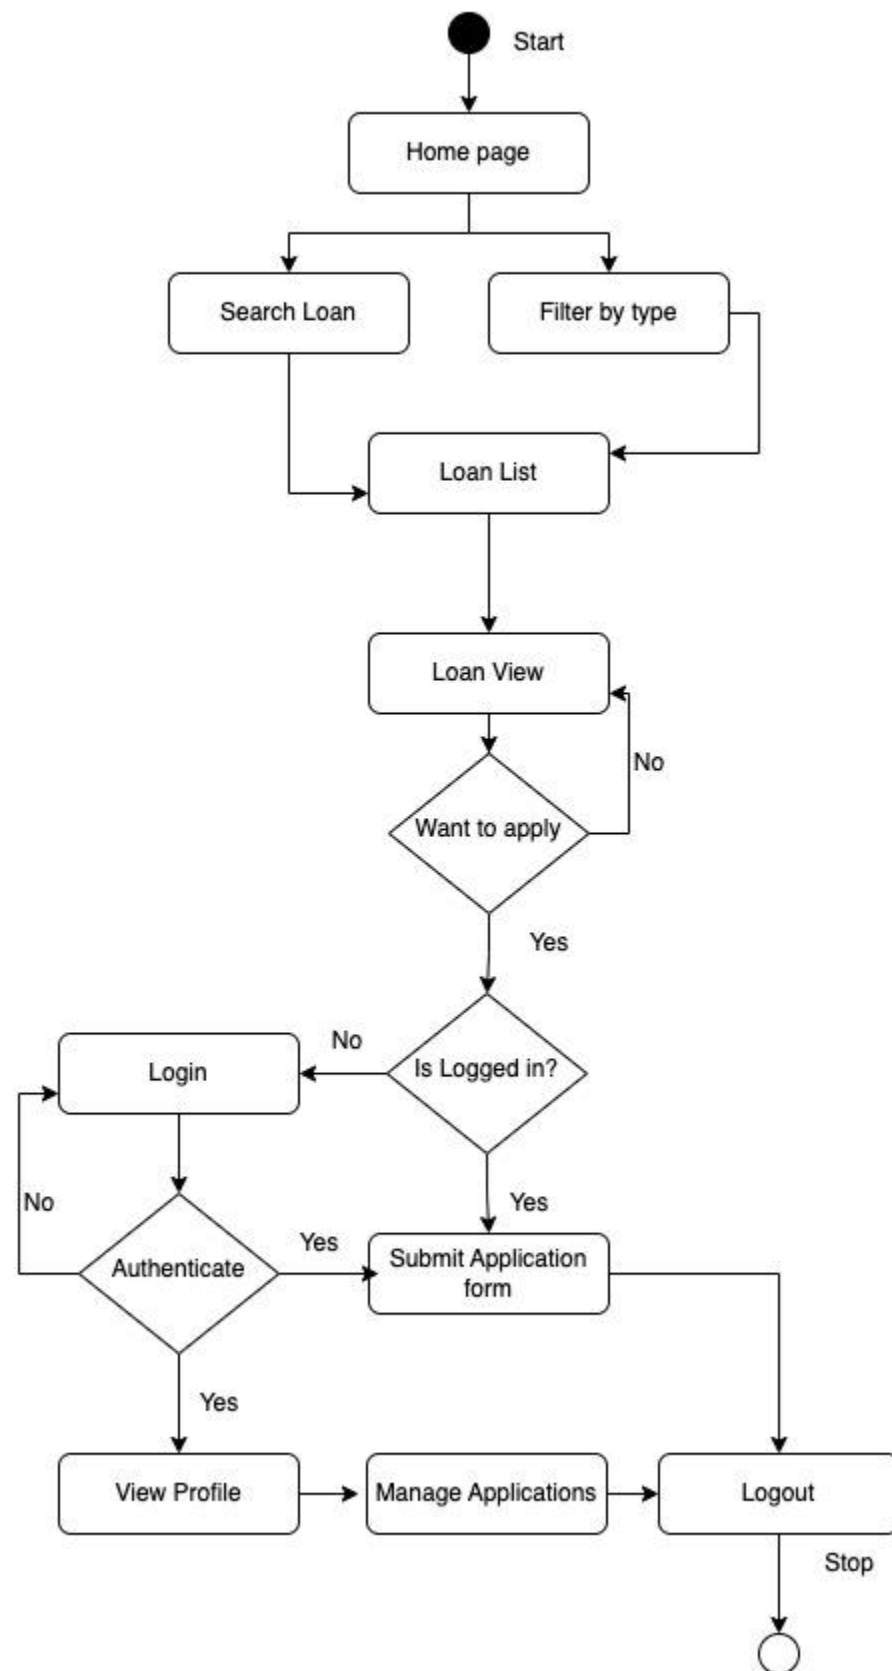 Start
Home page
Search Loan
Filter by type
Loan List
Loan View
No
Want to apply
Yes
No
Is Logged in?
Login
No
Yes
Yes
Authenticate
Submit Application
form
Yes
View Profile
Manage Applications
Logout
Stop